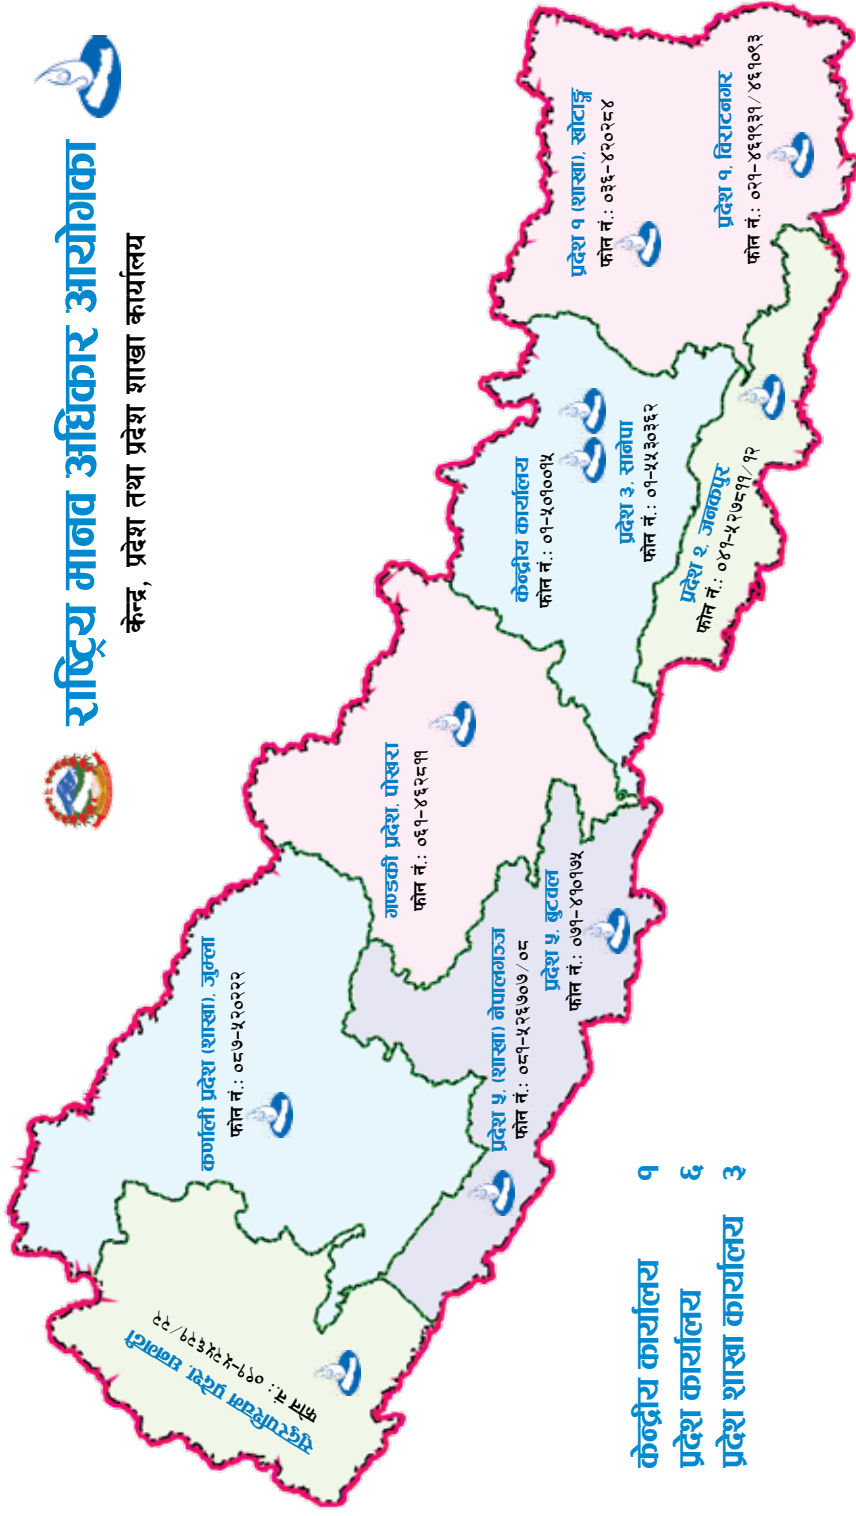 राष्ट्रिय मानव अधिकार आयोगका
केन्द्र, प्रदेश तथा प्रदेश शाखा कार्यालय
सुदूरपश्चिम प्रदेश, धनगढी
फोन नं.: ०९१-५२५६२१/२२
कर्णाली प्रदेश (शाखा), जुम्ला
फोन नं.: ०८७-५२०२२२
गण्डकी प्रदेश, पोखरा
फोन नं.: ०६१-४६२८११
प्रदेश ५, (शाखा) नेपालगञ्ज
फोन नं.: ०८१-५२६७०७/०८
प्रदेश ५, बुटवल
फोन नं.: ०७१-४१०१७५
केन्द्रीय कार्यालय
फोन नं.: ०१-५०१००१५
प्रदेश ३, सानेपा
फोन नं.: ०१-५५३०३६२
प्रदेश २, जनकपुर
फोन नं.: ०४१-५२७८११/१२
प्रदेश १ (शाखा), खोटाङ्ग
फोन नं.: ०३६-४२०२८४
प्रदेश १, विराटनगर
फोन नं.: ०२१-४६१९३१/४६१०९३
केन्द्रीय कार्यालय १
प्रदेश कार्यालय ६
प्रदेश शाखा कार्यालय ३